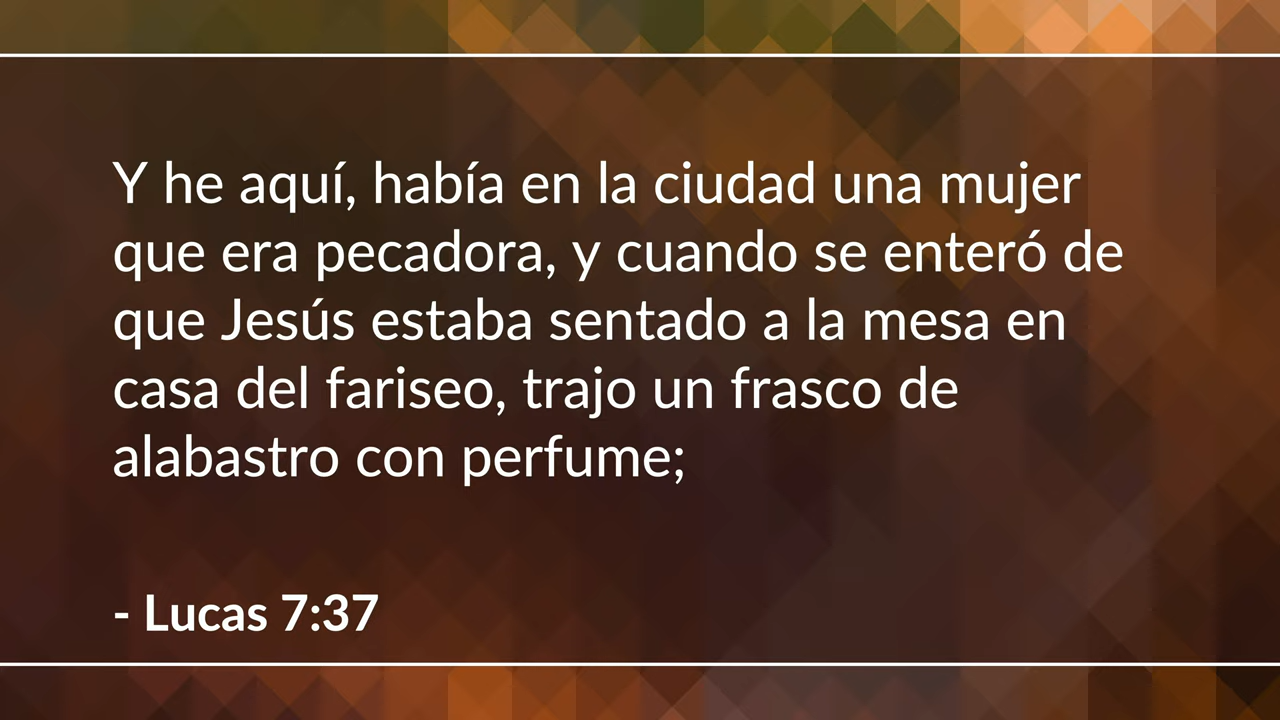 Y he aquí, había en la ciudad una mujer
que era pecadora, y cuando se enteró de
que Jesús estaba sentado a la mesa en
casa del fariseo, trajo un frasco de
alabastro con perfume;
- Lucas 7:37